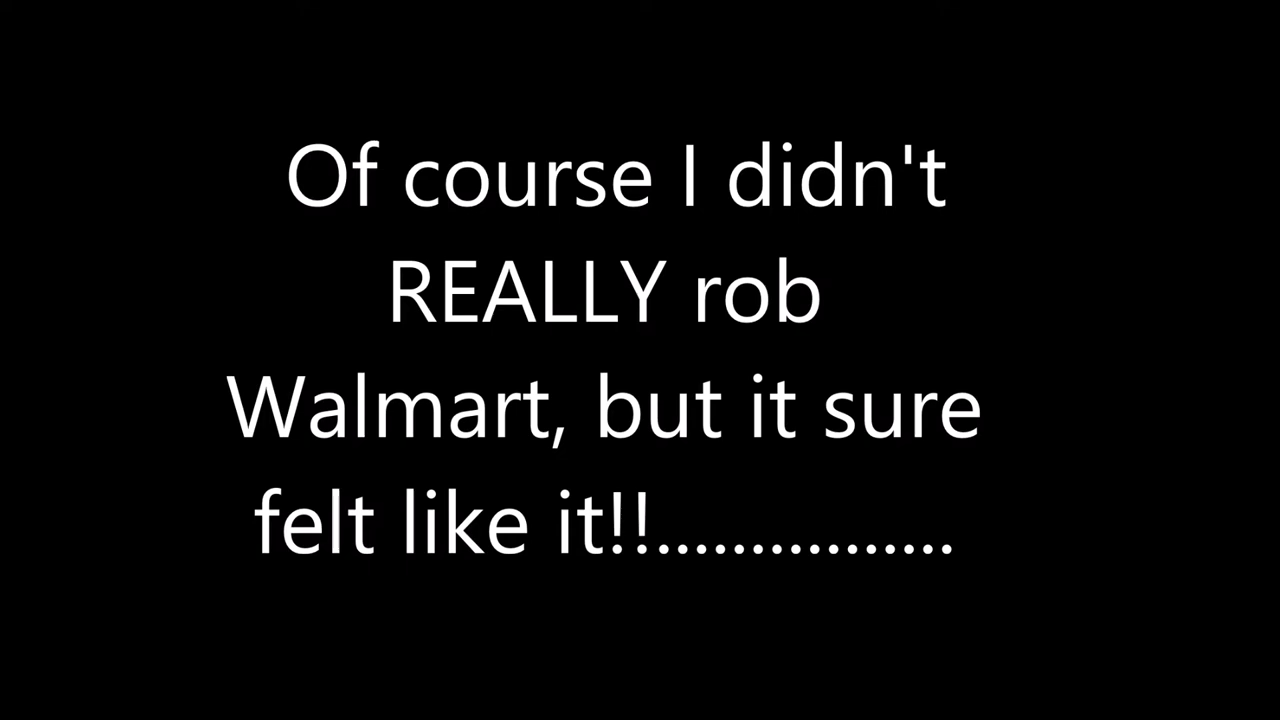 Of course I didn't
REALLY rob
Walmart, but it sure
felt like it!!................